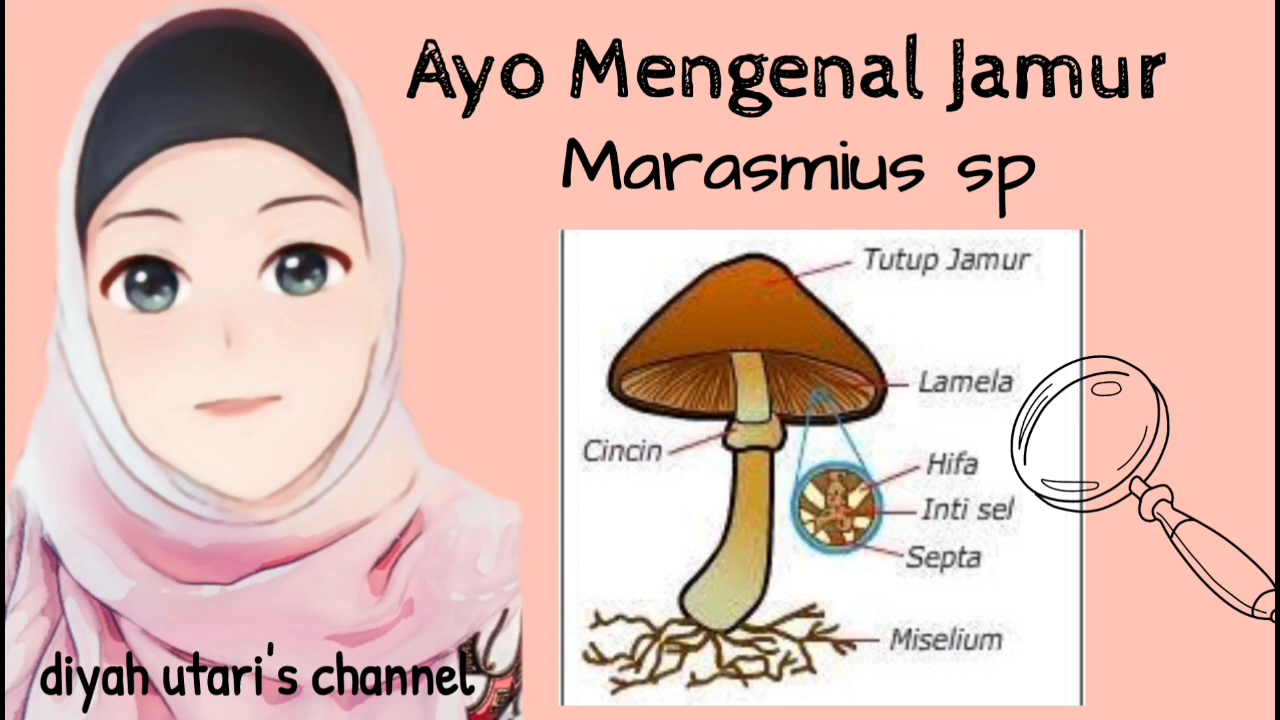 Ayo Mengenal Jamur
Marasmius sp
Tutup Jamur
Lamela
Cincin
Hifa
Inti sel
Septa
Miselium
diyah utari's channel